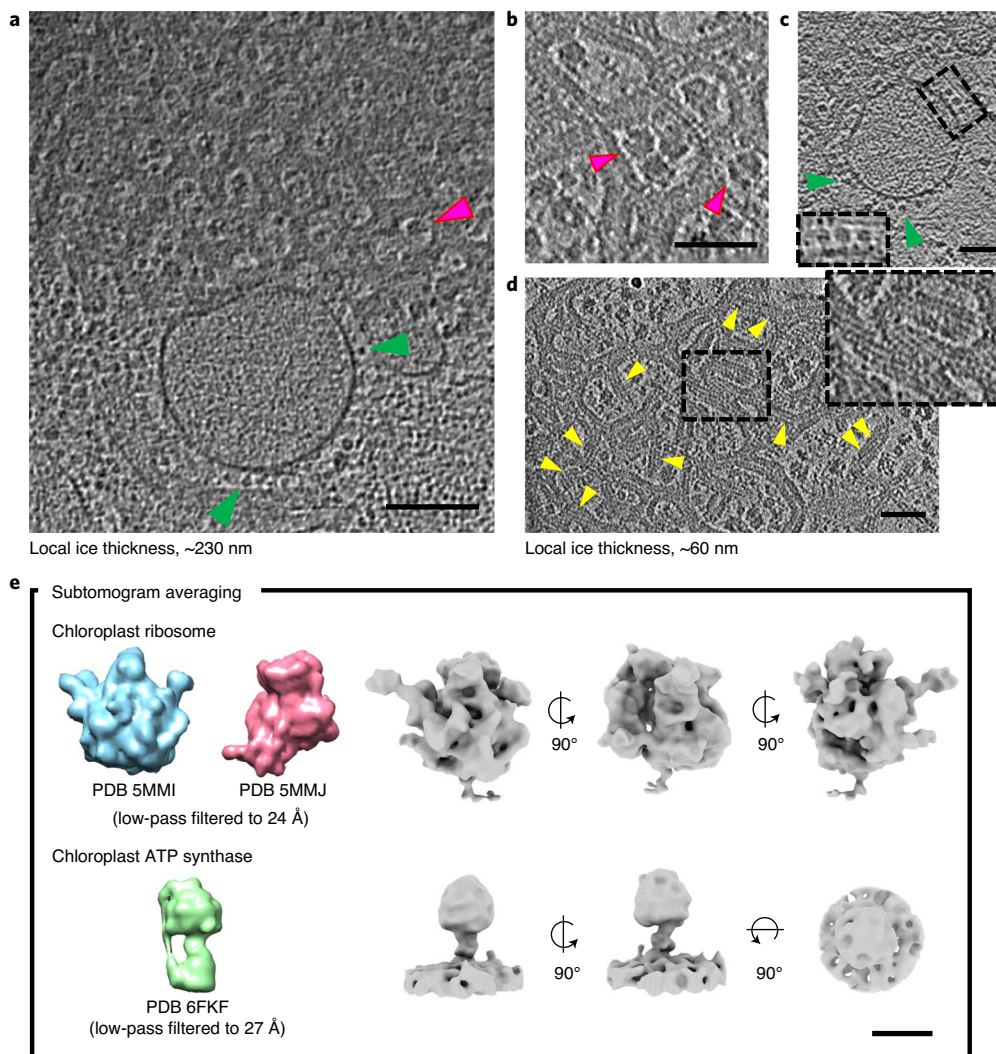 a
b
c
d
Local ice thickness, ~230 nm
Local ice thickness, ~60 nm
e
Subtomogram averaging
Chloroplast ribosome
90°
90°
PDB 5MMI
PDB 5MMJ
(low-pass filtered to 24 Å)
Chloroplast ATP synthase
90°
90°
PDB 6FKF
(low-pass filtered to 27 Å)